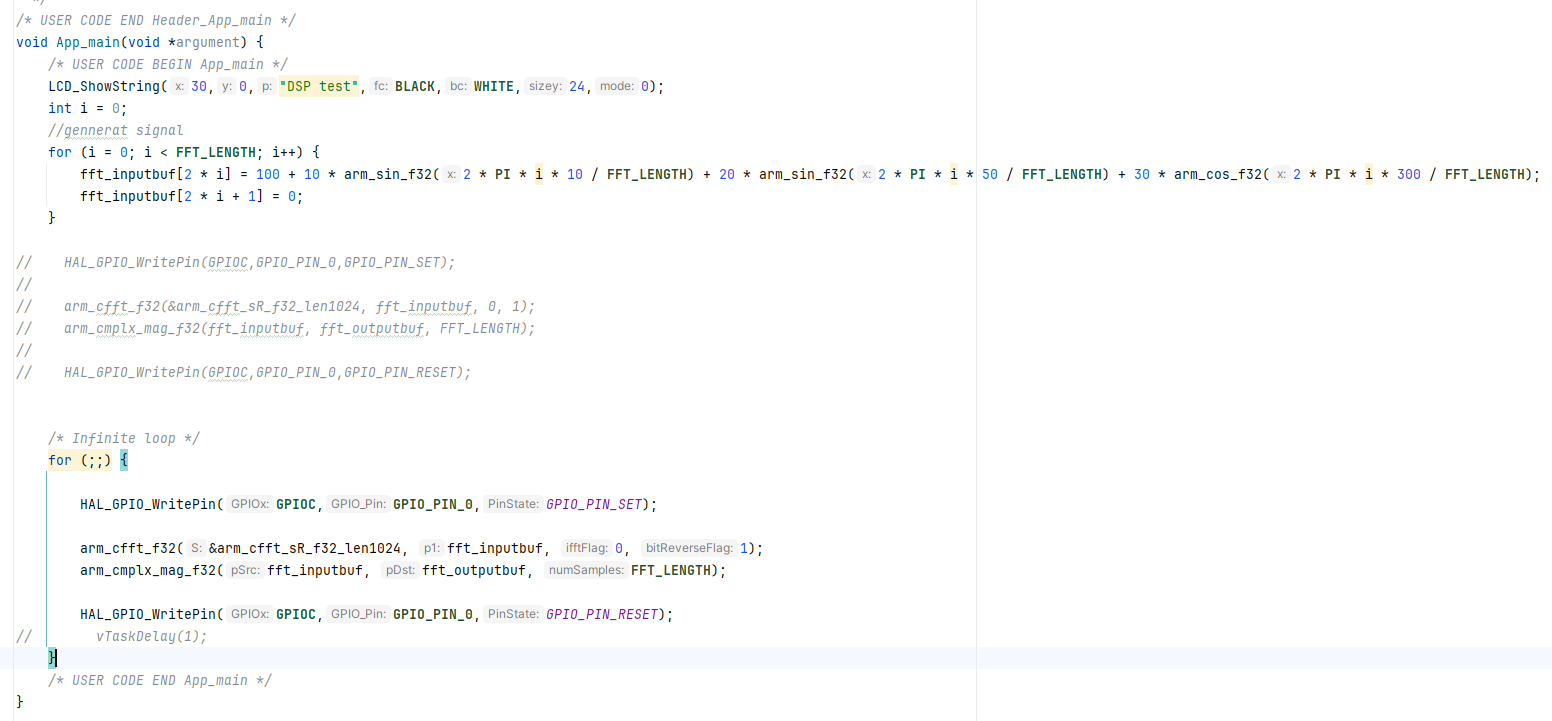 */
/* USER CODE END Header_App_main */
void App_main(void *argument) {
    /* USER CODE BEGIN App_main */
    LCD_ShowString( x: 30, y: 0, p: "DSP test", fc: BLACK, bc: WHITE, sizey: 24, mode: 0);
    int i = 0;
    //gennerat signal
    for (i = 0; i < FFT_LENGTH; i++) {
        fft_inputbuf[2 * i] = 100 + 10 * arm_sin_f32( x: 2 * PI * i * 10 / FFT_LENGTH) + 20 * arm_sin_f32( x: 2 * PI * i * 50 / FFT_LENGTH) + 30 * arm_cos_f32( x: 2 * PI * i * 300 / FFT_LENGTH);
        fft_inputbuf[2 * i + 1] = 0;
    }
//    HAL_GPIO_WritePin(GPIOC,GPIO_PIN_0,GPIO_PIN_SET);
//
//    arm_cfft_f32(&arm_cfft_sR_f32_len1024, fft_inputbuf, 0, 1);
//    arm_cmplx_mag_f32(fft_inputbuf, fft_outputbuf, FFT_LENGTH);
//
//    HAL_GPIO_WritePin(GPIOC,GPIO_PIN_0,GPIO_PIN_RESET);
    /* Infinite loop */
    for (;;) {
        HAL_GPIO_WritePin( GPIOx: GPIOC, GPIO_Pin: GPIO_PIN_0, PinState: GPIO_PIN_SET);
        arm_cfft_f32( S: &arm_cfft_sR_f32_len1024, p1: fft_inputbuf, ifftFlag: 0, bitReverseFlag: 1);
        arm_cmplx_mag_f32( pSrc: fft_inputbuf, pDst: fft_outputbuf, numSamples: FFT_LENGTH);
        HAL_GPIO_WritePin( GPIOx: GPIOC, GPIO_Pin: GPIO_PIN_0, PinState: GPIO_PIN_RESET);
//        vTaskDelay(1);
    }
    /* USER CODE END App_main */
}